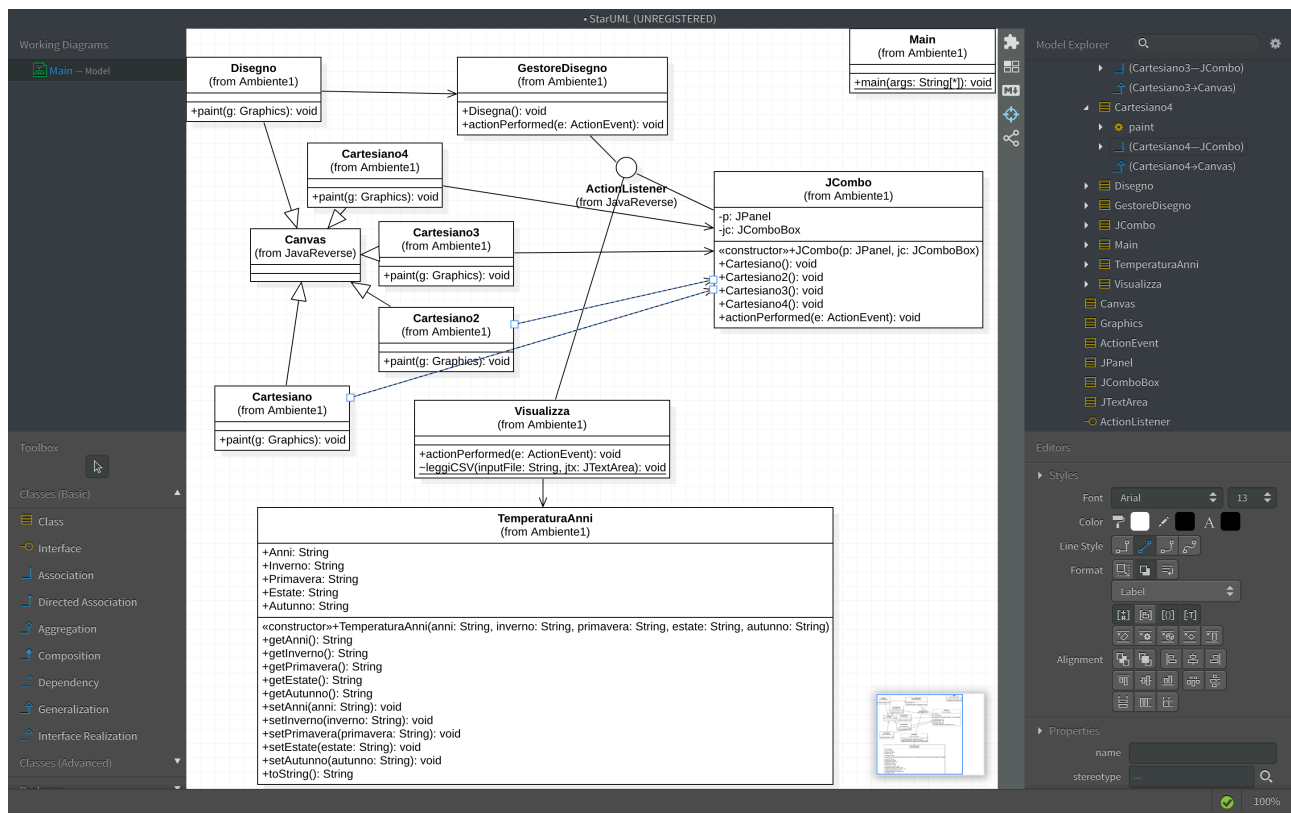 • StarUML (UNREGISTERED)
Working Diagrams
Main — Model
Toolbox
Classes (Basic)
Class
Interface
Association
Directed Association
Aggregation
Composition
Dependency
Generalization
Interface Realization
Classes (Advanced)
Disegno
(from Ambiente1)
+paint(g: Graphics): void
GestoreDisegno
(from Ambiente1)
+Disegna(): void
+actionPerformed(e: ActionEvent): void
Main
(from Ambiente1)
+main(args: String[*]): void
Cartesiano4
(from Ambiente1)
+paint(g: Graphics): void
ActionListener
(from JavaReverse)
JCombo
(from Ambiente1)
-p: JPanel
-jc: JComboBox
«constructor»+JCombo(p: JPanel, jc: JComboBox)
+Cartesiano(): void
+Cartesiano2(): void
+Cartesiano3(): void
+Cartesiano4(): void
+actionPerformed(e: ActionEvent): void
Canvas
(from JavaReverse)
Cartesiano3
(from Ambiente1)
+paint(g: Graphics): void
Cartesiano2
(from Ambiente1)
+paint(g: Graphics): void
Cartesiano
(from Ambiente1)
+paint(g: Graphics): void
Visualizza
(from Ambiente1)
+actionPerformed(e: ActionEvent): void
~leggiCSV(inputFile: String, jtx: JTextArea): void
TemperaturaAnni
(from Ambiente1)
+Anni: String
+Inverno: String
+Primavera: String
+Estate: String
+Autunno: String
«constructor»+TemperaturaAnni(anni: String, inverno: String, primavera: String, estate: String, autunno: String)
+getAnni(): String
+getInverno(): String
+getPrimavera(): String
+getEstate(): String
+getAutunno(): String
+setAnni(anni: String): void
+setInverno(inverno: String): void
+setPrimavera(primavera: String): void
+setEstate(estate: String): void
+setAutunno(autunno: String): void
+toString(): String
Model Explorer
(Cartesiano3—JCombo)
(Cartesiano3→Canvas)
Cartesiano4
paint
(Cartesiano4—JCombo)
(Cartesiano4→Canvas)
Disegno
GestoreDisegno
JCombo
Main
TemperaturaAnni
Visualizza
Canvas
Graphics
ActionEvent
JPanel
JComboBox
JTextArea
ActionListener
Editors
Styles
Font Arial 13
Color A
Line Style
Format
Label
Alignment
Properties
name
stereotype —
100%